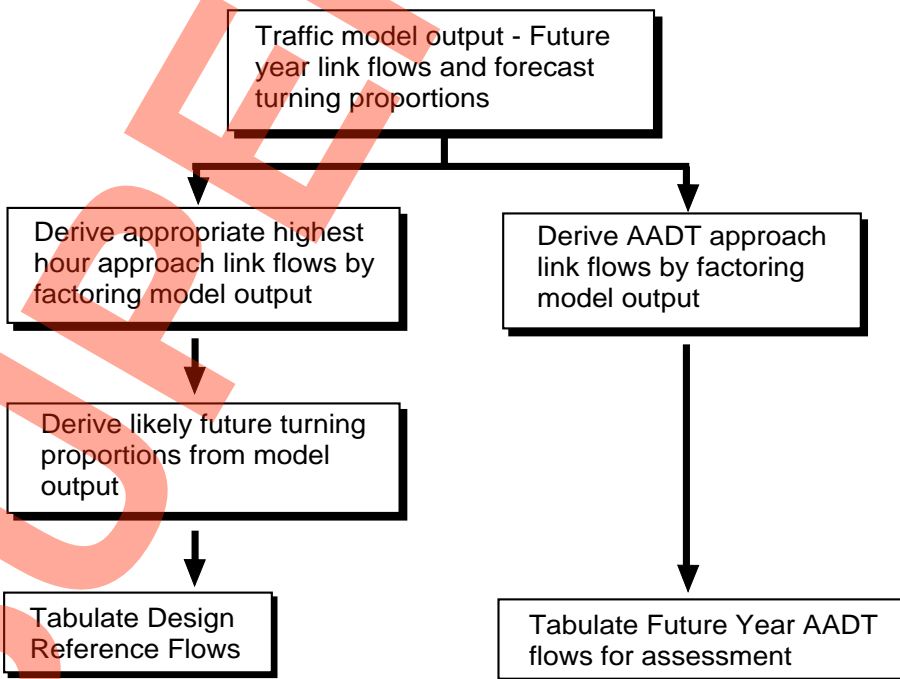 Traffic model output - Future
year link flows and forecast
turning proportions
Derive appropriate highest
hour approach link flows by
factoring model output
Derive AADT approach
link flows by factoring
model output
Derive likely future turning
proportions from model
output
Tabulate Design
Reference Flows
Tabulate Future Year AADT
flows for assessment